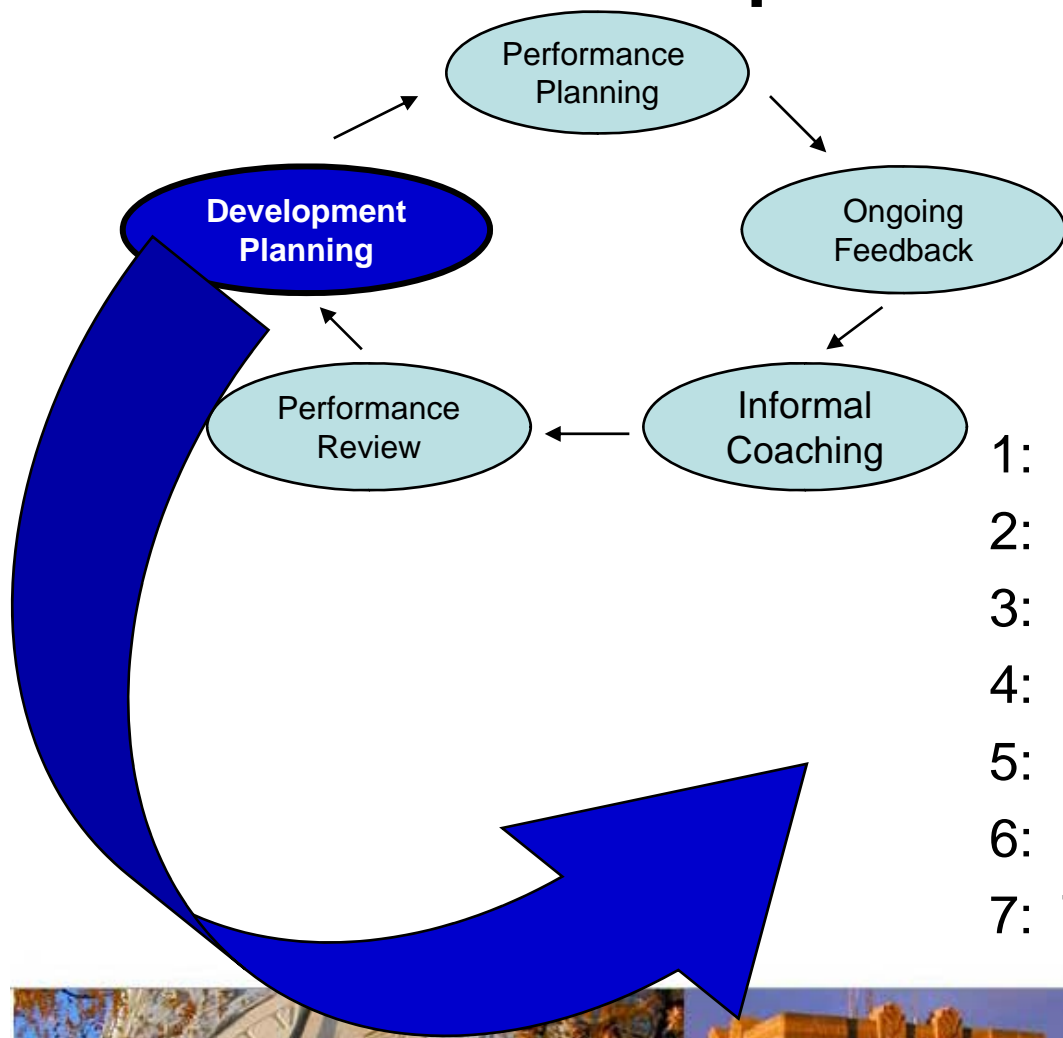 Performance
Planning
Development
Planning
Ongoing
Feedback
Performance
Review
Informal
Coaching
1:
2:
3:
4:
5:
6:
7: